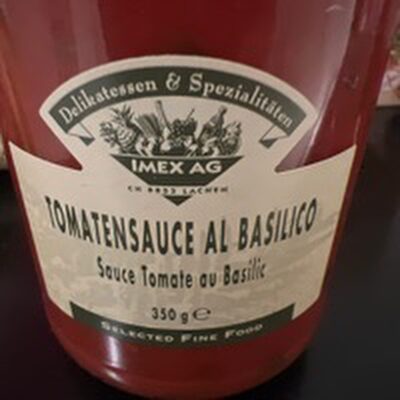 Delikatessen & Spezialitäten
IMEX AG
CH 8853 LACHEN
TOMATENSAUCE AL BASILICO
Sauce Tomate au Basilic
350 g ℮
SELECTED FINE FOOD